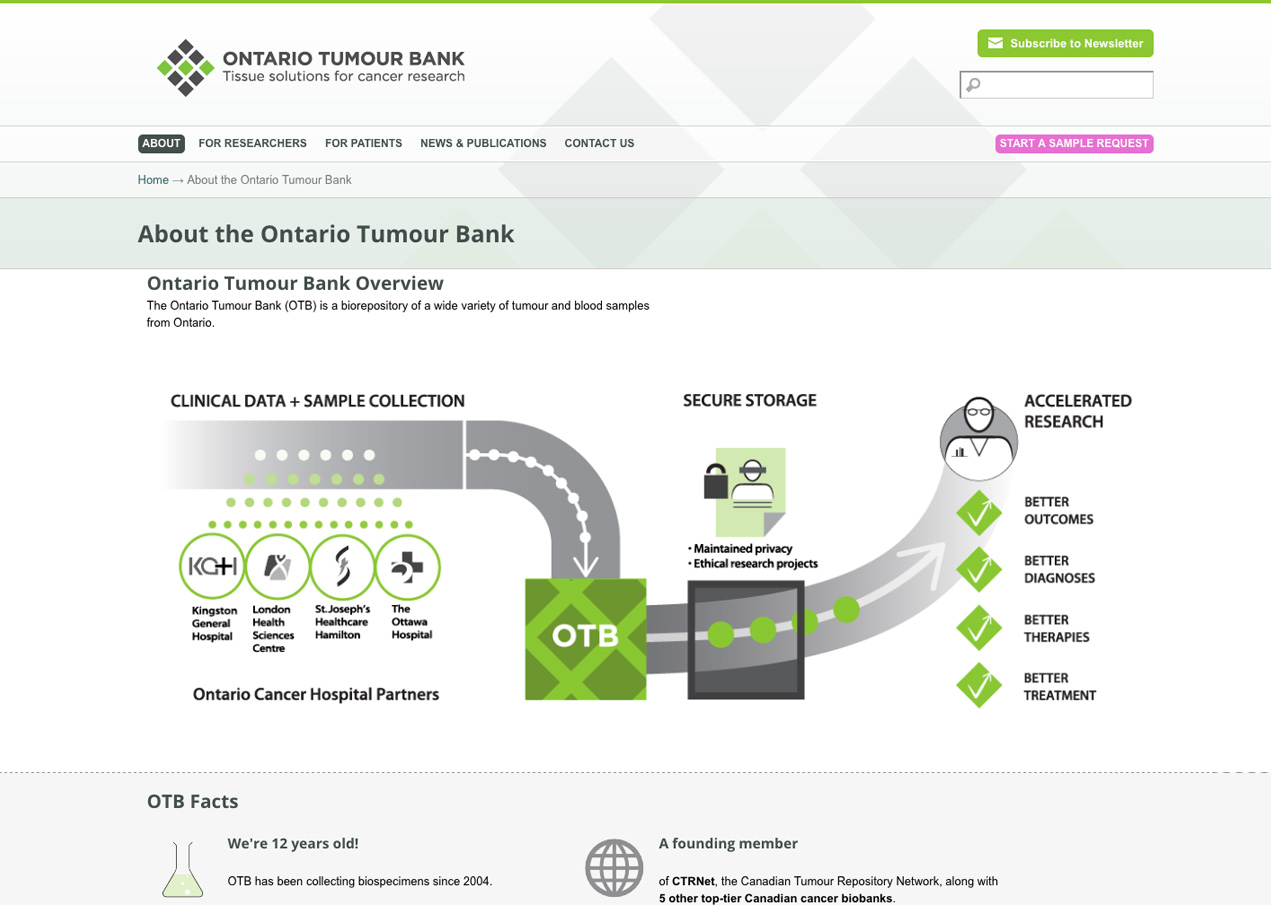 ONTARIO TUMOUR BANK
Tissue solutions for cancer research
Subscribe to Newsletter
ABOUT
FOR RESEARCHERS
FOR PATIENTS
NEWS & PUBLICATIONS
CONTACT US
START A SAMPLE REQUEST
Home → About the Ontario Tumour Bank
About the Ontario Tumour Bank
Ontario Tumour Bank Overview
The Ontario Tumour Bank (OTB) is a biorepository of a wide variety of tumour and blood samples
from Ontario.
CLINICAL DATA + SAMPLE COLLECTION
KGH
Kingston
General
Hospital
London
Health
Sciences
Centre
St.Joseph's
Healthcare
Hamilton
The
Ottawa
Hospital
Ontario Cancer Hospital Partners
OTB
SECURE STORAGE
• Maintained privacy
• Ethical research projects
ACCELERATED
RESEARCH
BETTER
OUTCOMES
BETTER
DIAGNOSES
BETTER
THERAPIES
BETTER
TREATMENT
OTB Facts
We're 12 years old!
OTB has been collecting biospecimens since 2004.
A founding member
of CTRNet, the Canadian Tumour Repository Network, along with
5 other top-tier Canadian cancer biobanks.